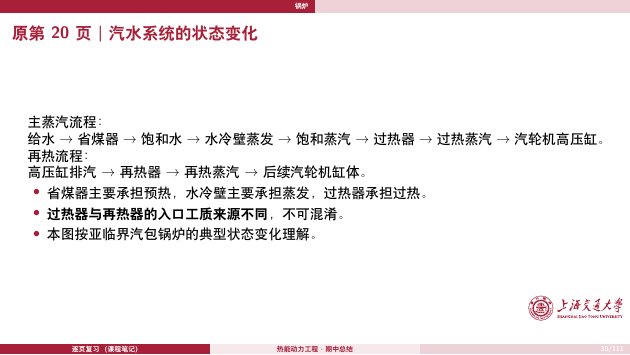 锅炉
原第 20 页 | 汽水系统的状态变化
主蒸汽流程：
给水 → 省煤器 → 饱和水 → 水冷壁蒸发 → 饱和蒸汽 → 过热器 → 过热蒸汽 → 汽轮机高压缸。
再热流程：
高压缸排汽 → 再热器 → 再热蒸汽 → 后续汽轮机缸体。
• 省煤器主要承担预热，水冷壁主要承担蒸发，过热器承担过热。
• 过热器与再热器的入口工质来源不同，不可混淆。
• 本图按亚临界汽包锅炉的典型状态变化理解。
上海交通大学
SHANGHAI JIAO TONG UNIVERSITY
逐页复习（课程笔记）
热能动力工程 · 期中总结